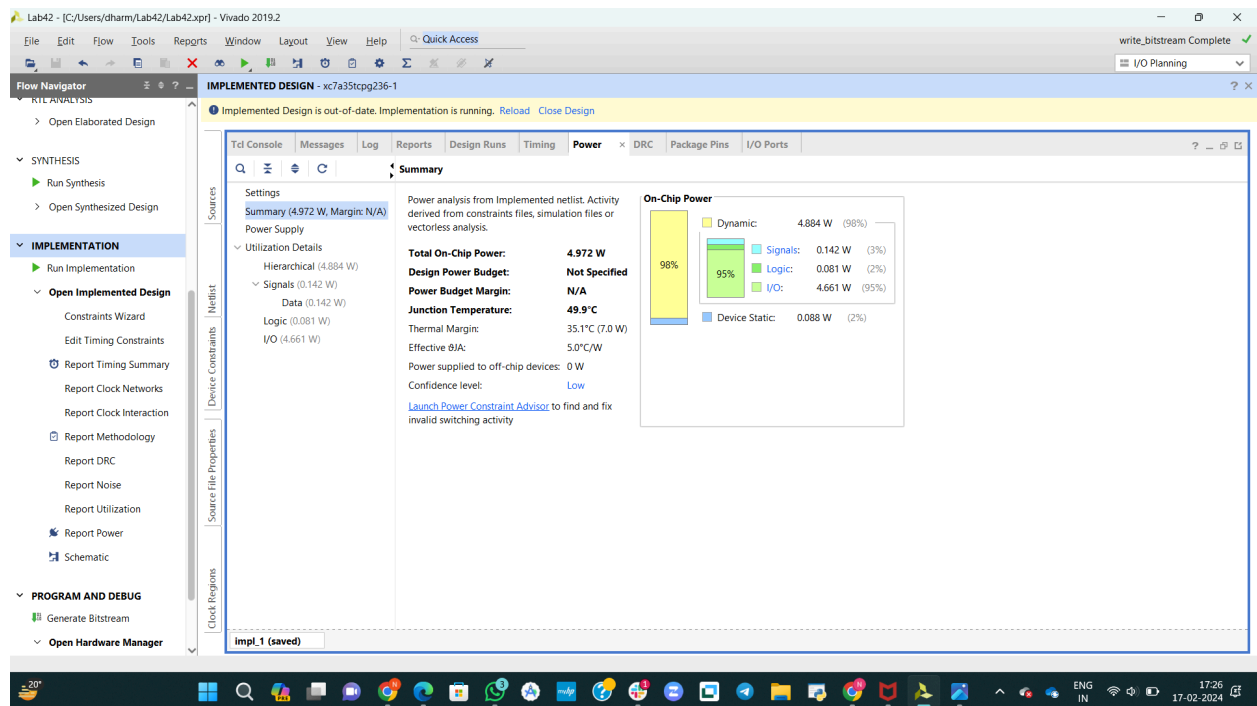 Lab42 - [C:/Users/dharm/Lab42/Lab42.xpr] - Vivado 2019.2
File Edit Flow Tools Reports Window Layout View Help Quick Access
write_bitstream Complete
I/O Planning
Flow Navigator
RTL ANALYSIS
Open Elaborated Design
SYNTHESIS
Run Synthesis
Open Synthesized Design
IMPLEMENTATION
Run Implementation
Open Implemented Design
Constraints Wizard
Edit Timing Constraints
Report Timing Summary
Report Clock Networks
Report Clock Interaction
Report Methodology
Report DRC
Report Noise
Report Utilization
Report Power
Schematic
PROGRAM AND DEBUG
Generate Bitstream
Open Hardware Manager
IMPLEMENTED DESIGN - xc7a35tcpg236-1
Implemented Design is out-of-date. Implementation is running. Reload Close Design
Sources
Netlist
Device Constraints
Source File Properties
Clock Regions
Tcl Console Messages Log Reports Design Runs Timing Power × DRC Package Pins I/O Ports
Summary
Settings
Summary (4.972 W, Margin: N/A)
Power Supply
Utilization Details
Hierarchical (4.884 W)
Signals (0.142 W)
Data (0.142 W)
Logic (0.081 W)
I/O (4.661 W)
Power analysis from Implemented netlist. Activity
derived from constraints files, simulation files or
vectorless analysis.
Total On-Chip Power: 4.972 W
Design Power Budget: Not Specified
Power Budget Margin: N/A
Junction Temperature: 49.9°C
Thermal Margin: 35.1°C (7.0 W)
Effective ϑJA: 5.0°C/W
Power supplied to off-chip devices: 0 W
Confidence level: Low
Launch Power Constraint Advisor to find and fix
invalid switching activity
On-Chip Power
98%
Dynamic: 4.884 W (98%)
95%
Signals: 0.142 W (3%)
Logic: 0.081 W (2%)
I/O: 4.661 W (95%)
Device Static: 0.088 W (2%)
impl_1 (saved)
20°
ENG
IN
17:26
17-02-2024